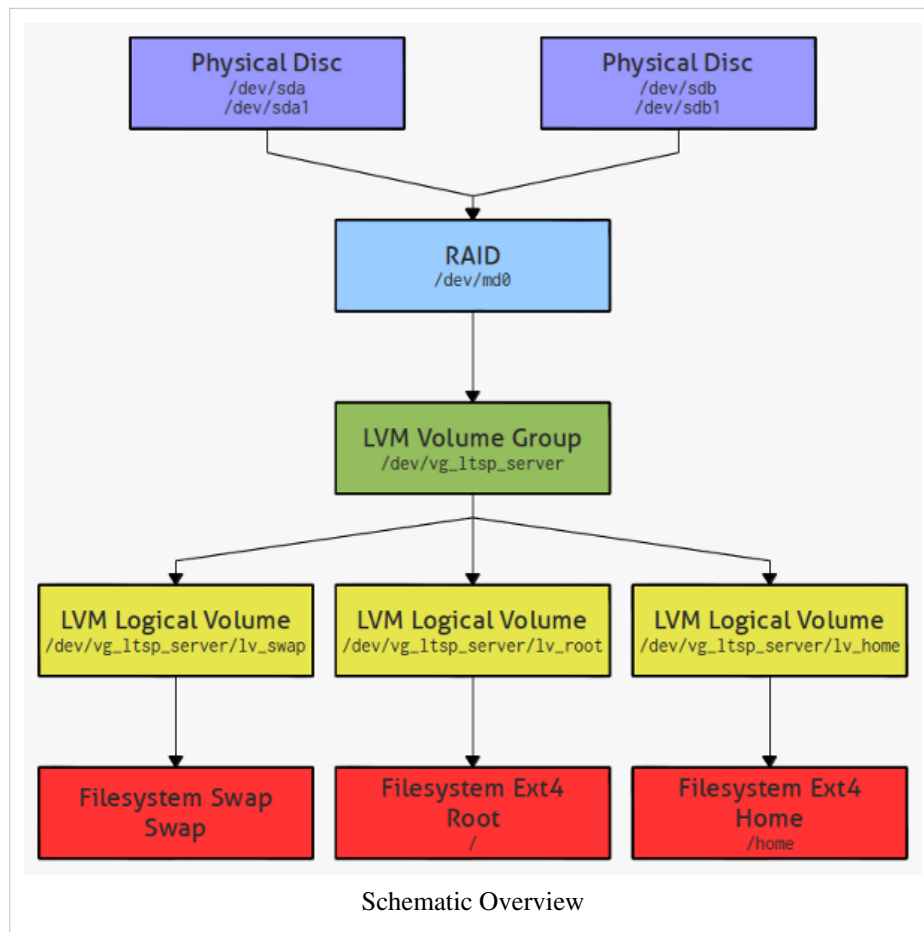 Physical Disc
/dev/sda
/dev/sda1
Physical Disc
/dev/sdb
/dev/sdb1
RAID
/dev/md0
LVM Volume Group
/dev/vg_ltsp_server
LVM Logical Volume
/dev/vg_ltsp_server/lv_swap
LVM Logical Volume
/dev/vg_ltsp_server/lv_root
LVM Logical Volume
/dev/vg_ltsp_server/lv_home
Filesystem Swap
Swap
Filesystem Ext4
Root
/
Filesystem Ext4
Home
/home
Schematic Overview